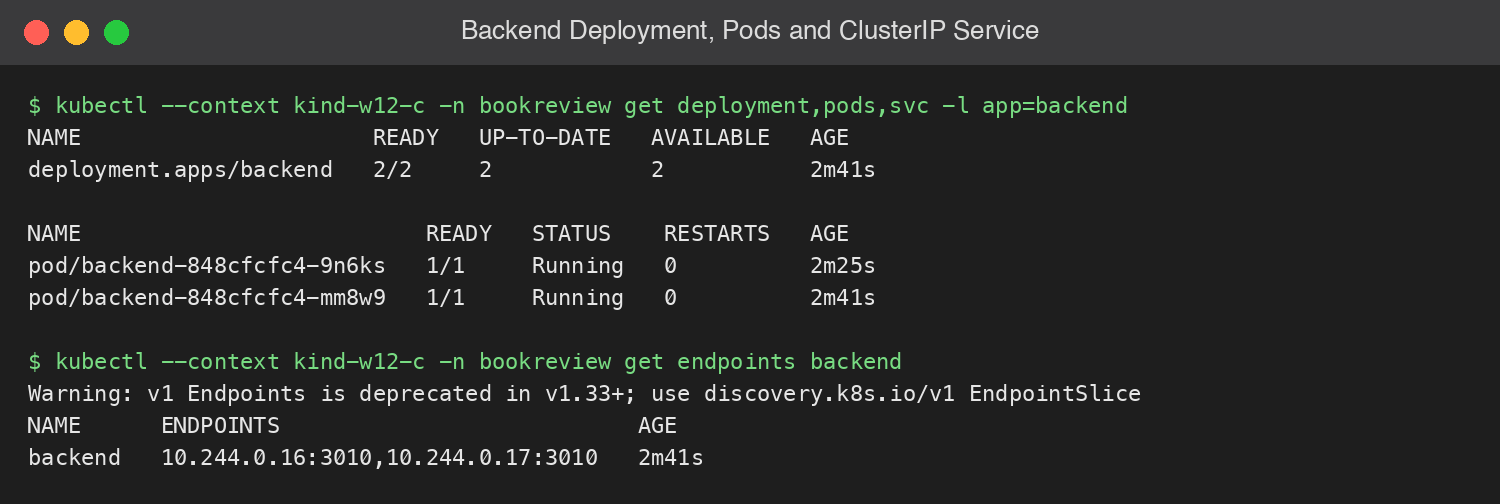 Backend Deployment, Pods and ClusterIP Service
$ kubectl --context kind-w12-c -n bookreview get deployment,pods,svc -l app=backend
NAME                      READY   UP-TO-DATE   AVAILABLE   AGE
deployment.apps/backend   2/2     2            2           2m41s

NAME                          READY   STATUS    RESTARTS   AGE
pod/backend-848cfcfc4-9n6ks   1/1     Running   0          2m25s
pod/backend-848cfcfc4-mm8w9   1/1     Running   0          2m41s

$ kubectl --context kind-w12-c -n bookreview get endpoints backend
Warning: v1 Endpoints is deprecated in v1.33+; use discovery.k8s.io/v1 EndpointSlice
NAME      ENDPOINTS                           AGE
backend   10.244.0.16:3010,10.244.0.17:3010   2m41s